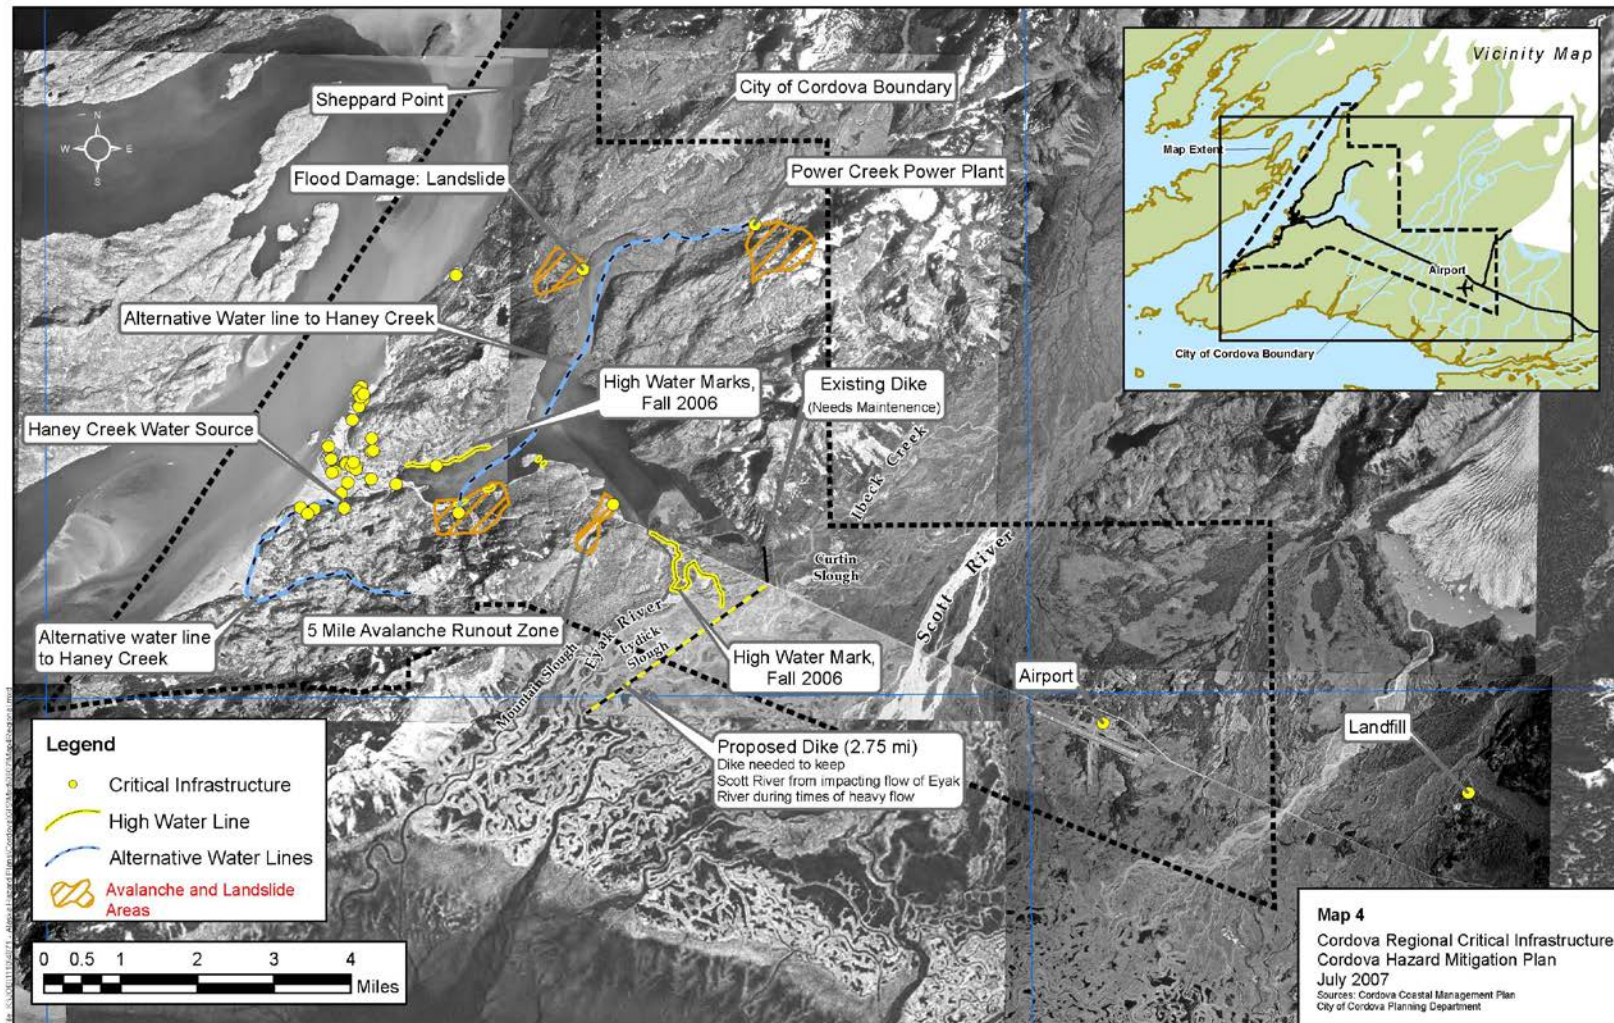 Sheppard Point
City of Cordova Boundary
N
W
E
S
Flood Damage: Landslide
Power Creek Power Plant
Alternative Water line to Haney Creek
High Water Marks,
Fall 2006
Existing Dike
(Needs Maintenence)
Haney Creek Water Source
Ibeck Creek
Curtin
Slough
Scott River
Alternative water line
to Haney Creek
5 Mile Avalanche Runout Zone
Eyak River
Lydick
Slough
Mountain Slough
High Water Mark,
Fall 2006
Airport
Landfill
Proposed Dike (2.75 mi)
Dike needed to keep
Scott River from impacting flow of Eyak
River during times of heavy flow
Vicinity Map
Map Extent
Airport
City of Cordova Boundary
Legend
Critical Infrastructure
High Water Line
Alternative Water Lines
Avalanche and Landslide
Areas
0 0.5 1 2 3 4
Miles
Map 4
Cordova Regional Critical Infrastructure
Cordova Hazard Mitigation Plan
July 2007
Sources: Cordova Coastal Management Plan
City of Cordova Planning Department